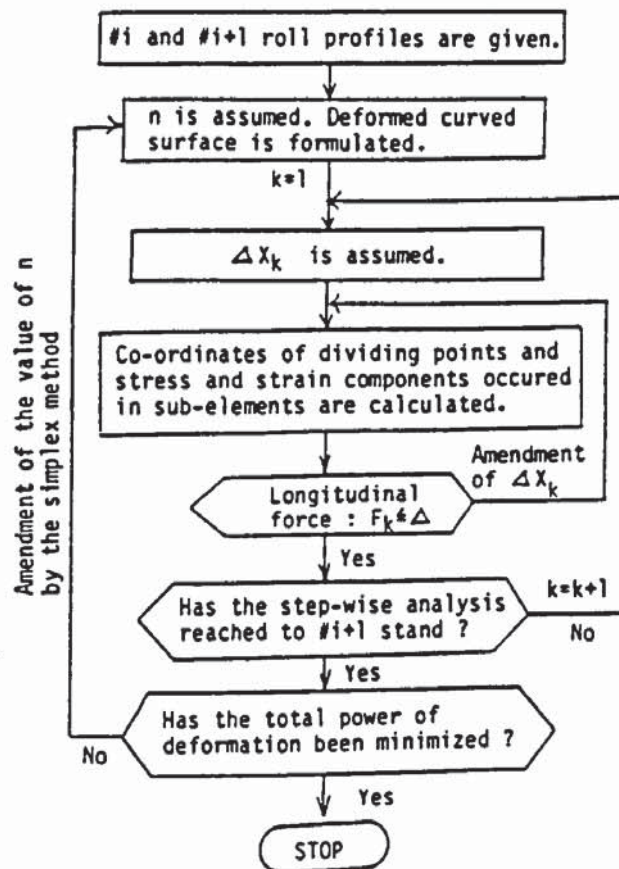 #i and #i+1 roll profiles are given.
n is assumed. Deformed curved
surface is formulated.
k=1
ΔX_k is assumed.
Co-ordinates of dividing points and
stress and strain components occured
in sub-elements are calculated.
Amendment
of ΔX_k
Longitudinal
force : F_k ≤ Δ
Yes
k=k+1
Has the step-wise analysis
reached to #i+1 stand ?
No
Yes
Has the total power of
deformation been minimized ?
No
Yes
STOP
Amendment of the value of n
by the simplex method